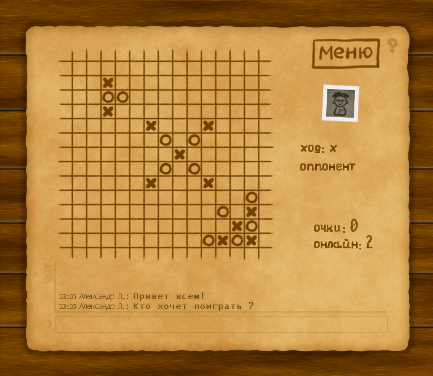 Меню
?
ход: x
оппонент
очки: 0
онлайн: 2
13:35 Александр Л.: Привет всем!
13:35 Александр Л.: Кто хочет поиграть ?